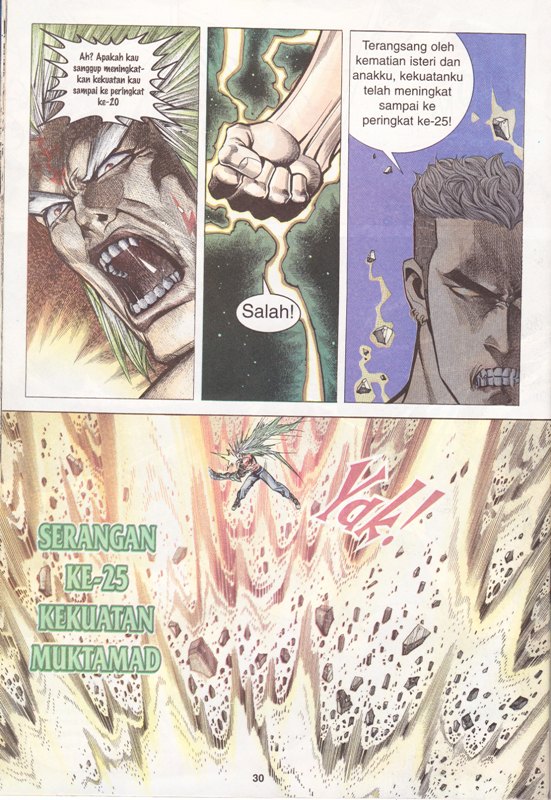 Ah? Apakah kau
sanggup meningkat-
kan kekuatan kau
sampai ke peringkat
ke-20
Salah!
Terangsang oleh
kematian isteri dan
anakku, kekuatanku
telah meningkat
sampai ke
peringkat ke-25!
Yak!
SERANGAN
KE-25
KEKUATAN
MUKTAMAD
30